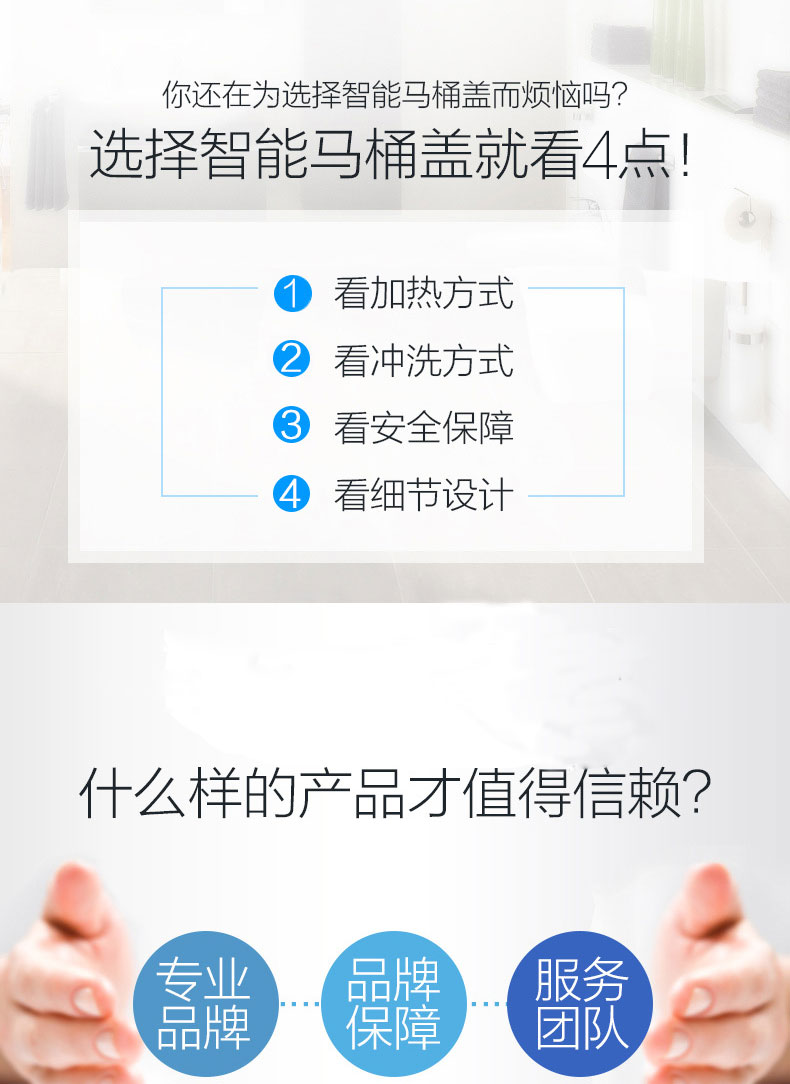 你还在为选择智能马桶盖而烦恼吗?
选择智能马桶盖就看4点!
1 看加热方式
2 看冲洗方式
3 看安全保障
4 看细节设计
什么样的产品才值得信赖?
专业
品牌
品牌
保障
服务
团队